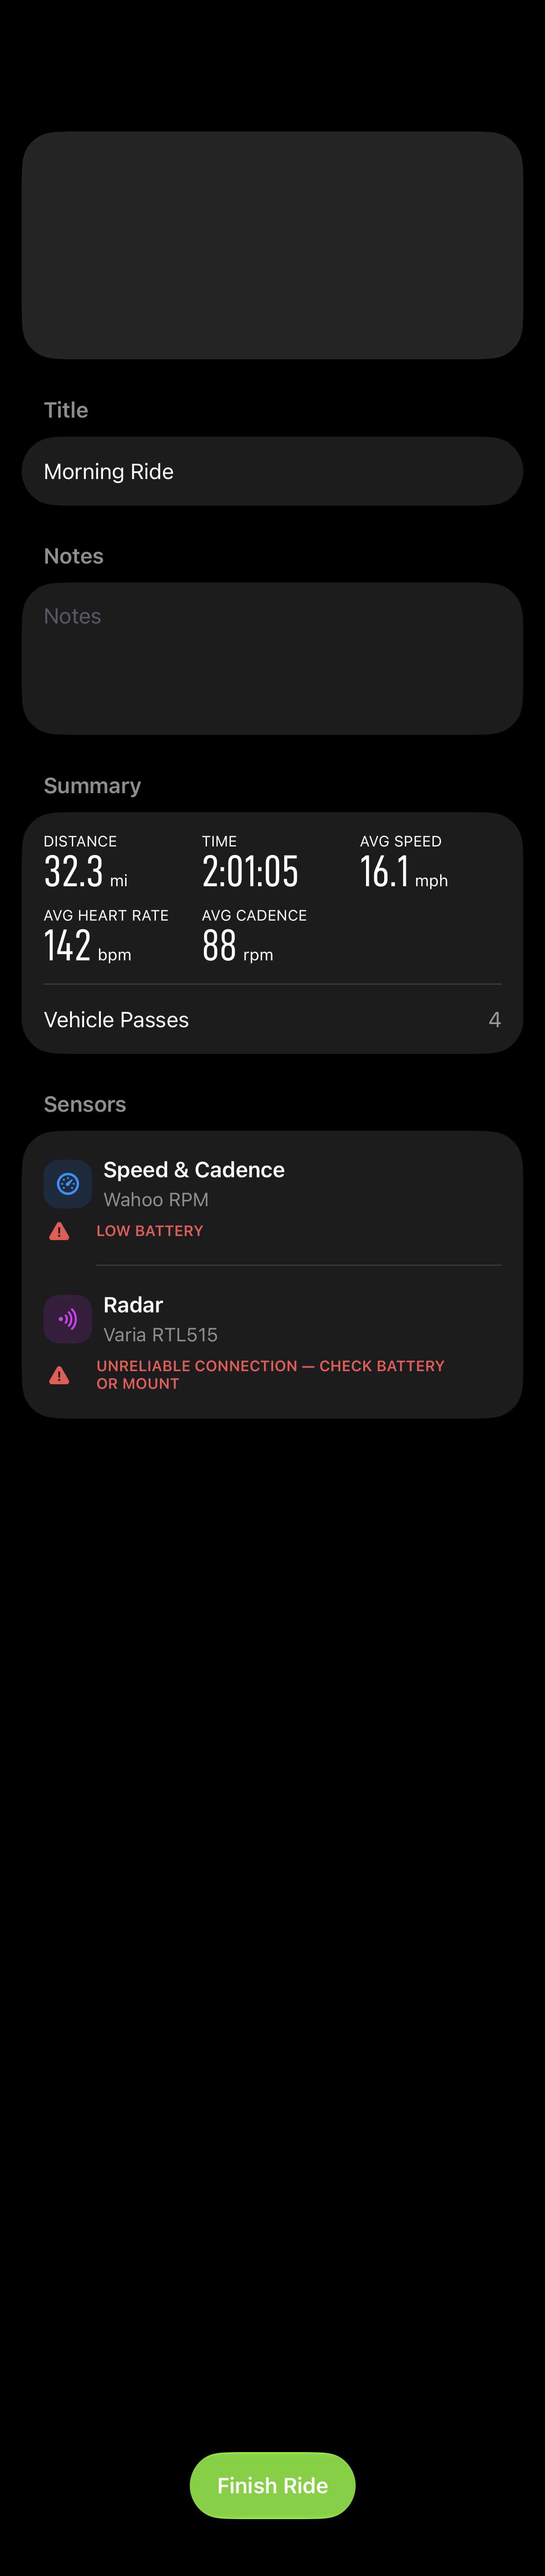 Title
Morning Ride
Notes
Notes
Summary
DISTANCE TIME AVG SPEED
32.3 mi 2:01:05 16.1 mph
AVG HEART RATE AVG CADENCE
142 bpm 88 rpm
Vehicle Passes 4
Sensors
Speed & Cadence
Wahoo RPM
LOW BATTERY
Radar
Varia RTL515
UNRELIABLE CONNECTION — CHECK BATTERY
OR MOUNT
Finish Ride